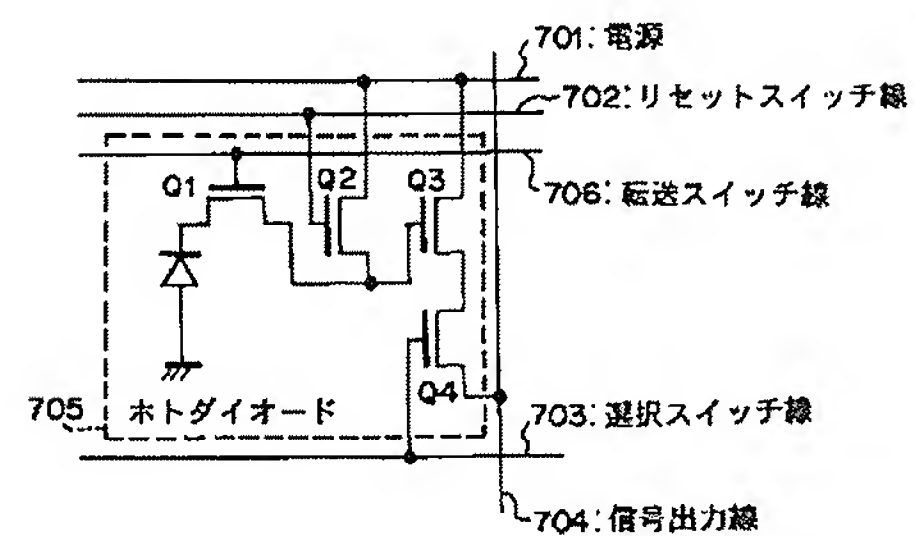 701:電源
702:リセットスイッチ線
706:転送スイッチ線
Q1
Q2
Q3
Q4
705
ホトダイオード
703:選択スイッチ線
704:信号出力線